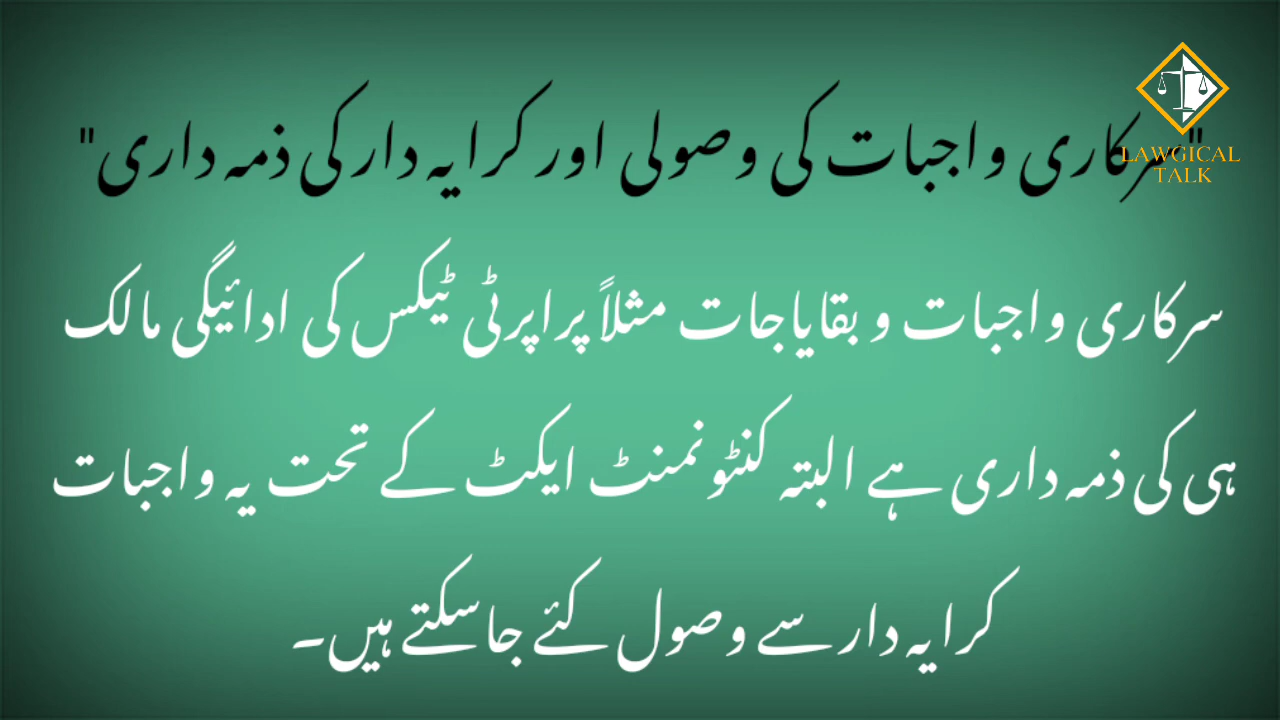 "سرکاری واجبات کی وصولی اور کرایہ دار کی ذمہ داری"
LAWGICAL
TALK
سرکاری واجبات و بقایاجات مثلاً پراپرٹی ٹیکس کی ادائیگی مالک
ہی کی ذمہ داری ہے البتہ کنٹونمنٹ ایکٹ کے تحت یہ واجبات
کرایہ دار سے وصول کئے جاسکتے ہیں۔